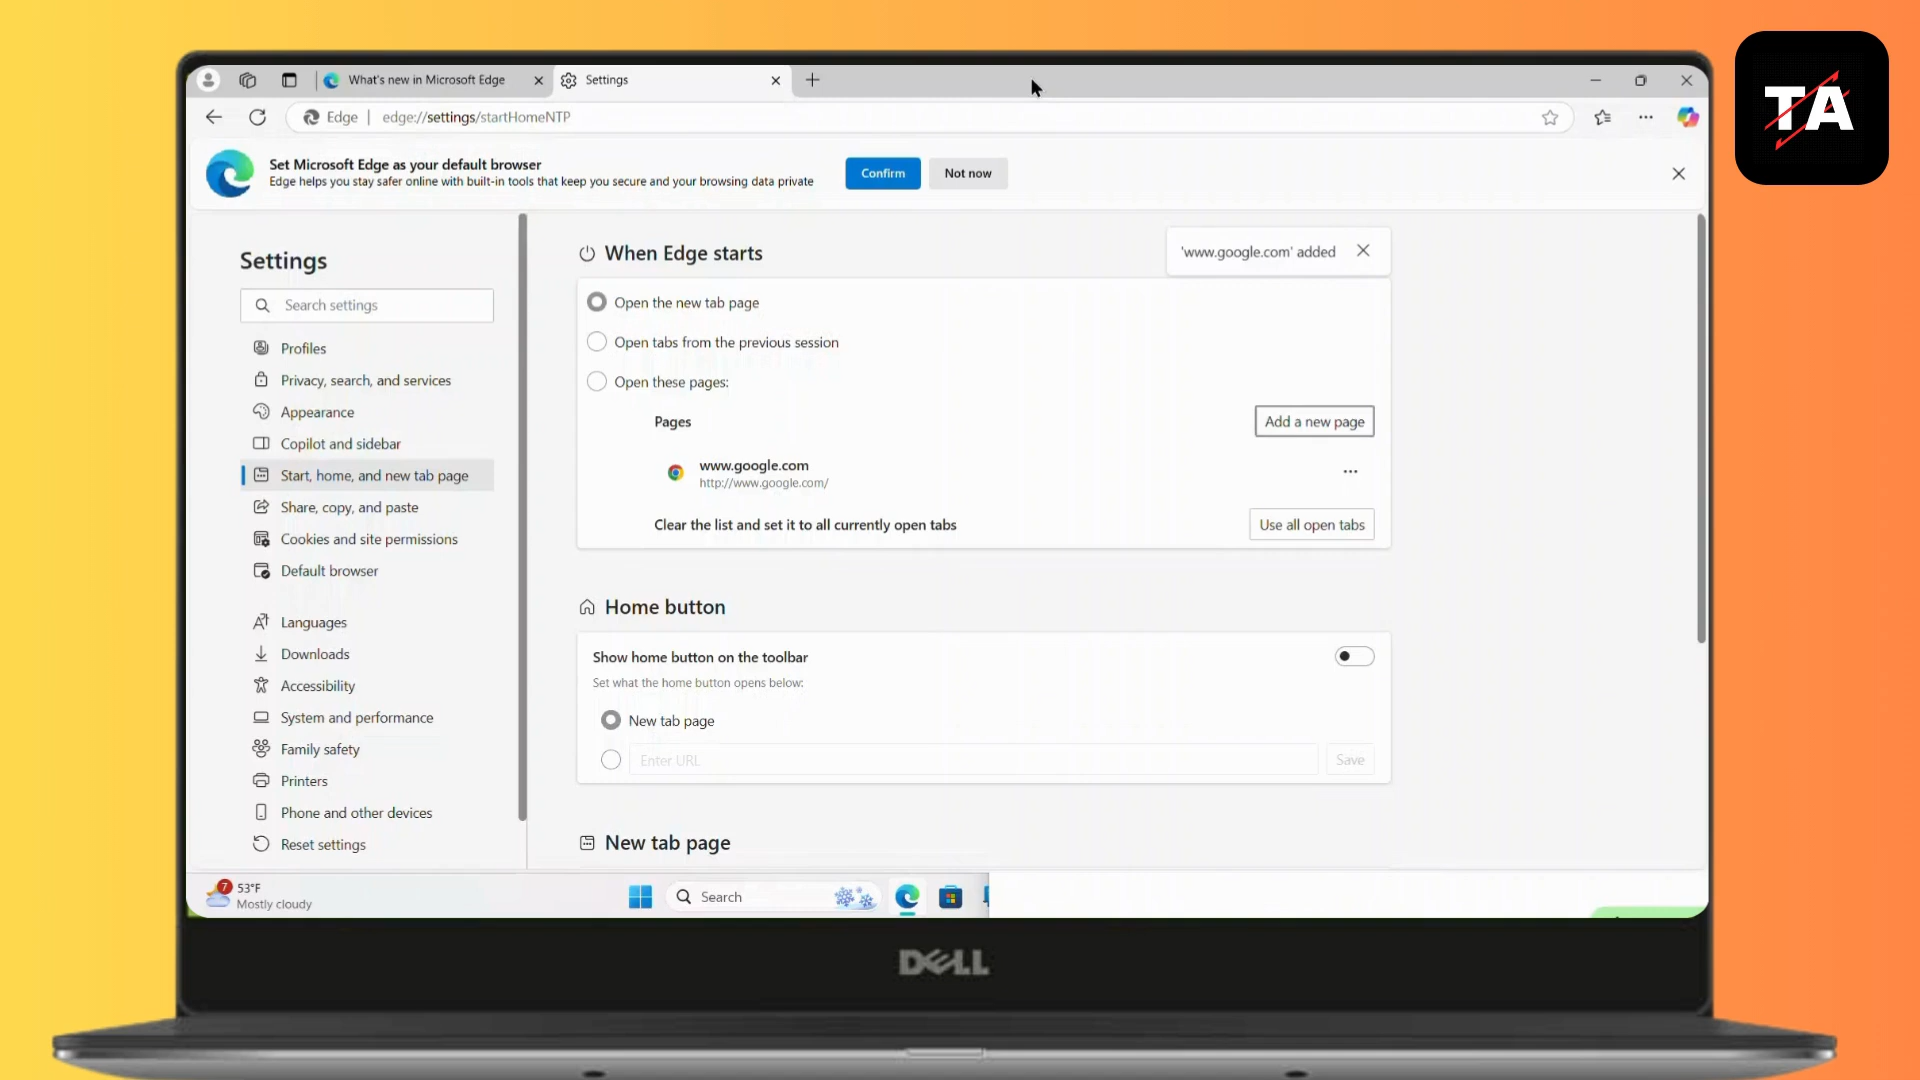 TA
What's new in Microsoft Edge
Settings
Edge
edge://settings/startHomeNTP
Set Microsoft Edge as your default browser
Edge helps you stay safer online with built-in tools that keep you secure and your browsing data private
Confirm
Not now
Settings
Search settings
Profiles
Privacy, search, and services
Appearance
Copilot and sidebar
Start, home, and new tab page
Share, copy, and paste
Cookies and site permissions
Default browser
Languages
Downloads
Accessibility
System and performance
Family safety
Printers
Phone and other devices
Reset settings
When Edge starts
'www.google.com' added
Open the new tab page
Open tabs from the previous session
Open these pages:
Pages
Add a new page
www.google.com
http://www.google.com/
Clear the list and set it to all currently open tabs
Use all open tabs
Home button
Show home button on the toolbar
Set what the home button opens below:
New tab page
Enter URL
Save
New tab page
7
53°F
Mostly cloudy
Search
DELL